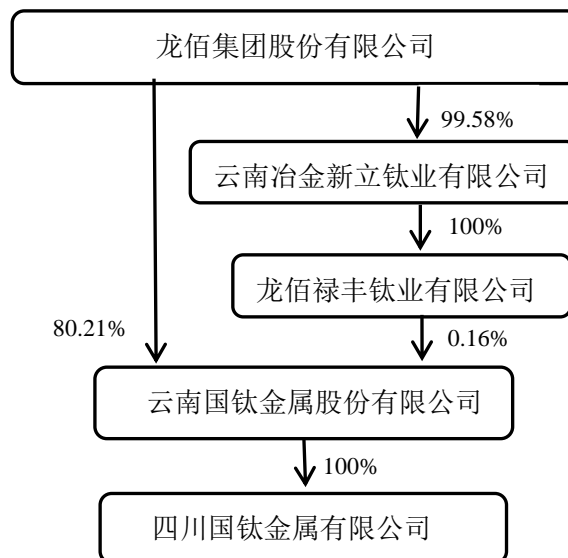 龙佰集团股份有限公司
99.58%
云南冶金新立钛业有限公司
100%
龙佰禄丰钛业有限公司
80.21%
0.16%
云南国钛金属股份有限公司
100%
四川国钛金属有限公司